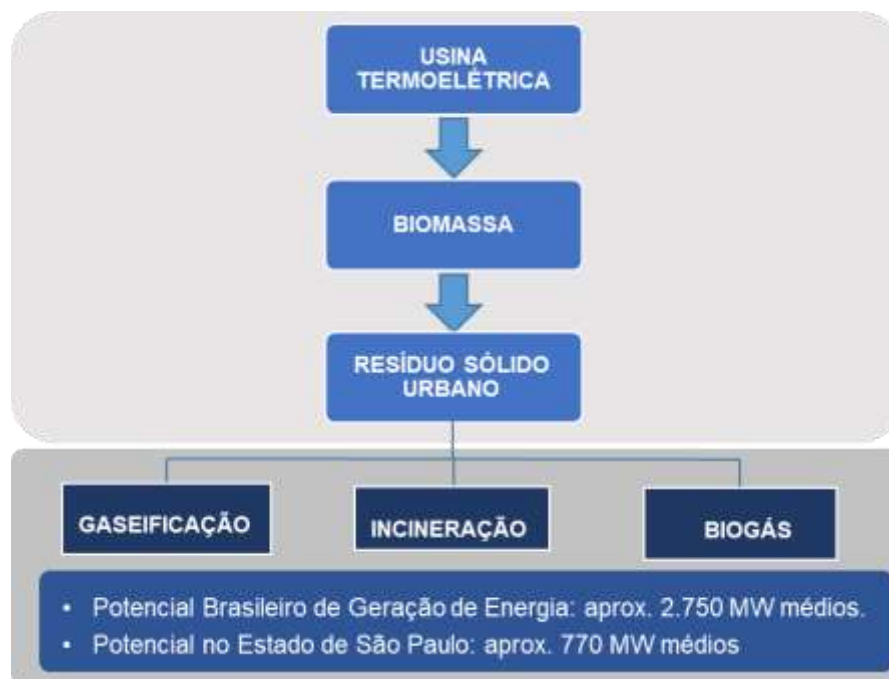 USINA
TERMOELÉTRICA
BIOMASSA
RESÍDUO SÓLIDO
URBANO
GASEIFICAÇÃO
INCINERAÇÃO
BIOGÁS
• Potencial Brasileiro de Geração de Energia: aprox. 2.750 MW médios.
• Potencial no Estado de São Paulo: aprox. 770 MW médios